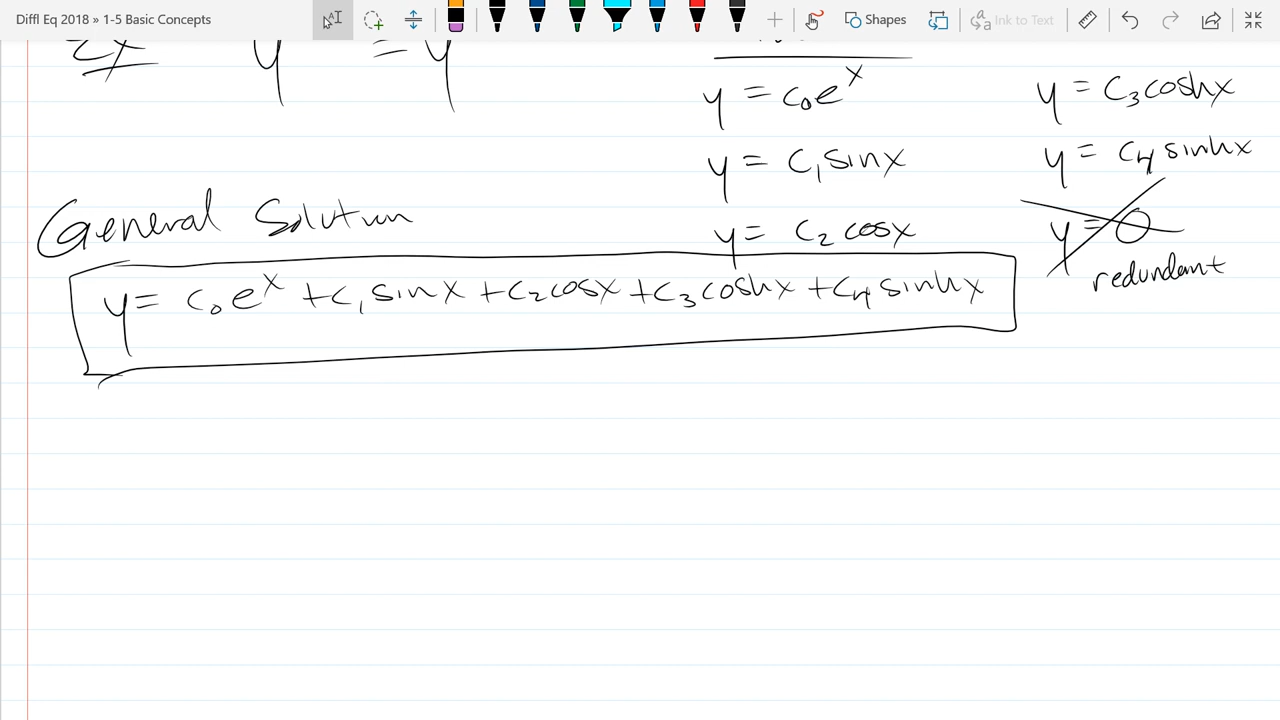 Diffl Eq 2018 » 1-5 Basic Concepts
Shapes
Ink to Text
Ex y = y
y = c₀eˣ
y = c₁sinx
y = c₂cosx
y = c₃coshx
y = c₄sinhx
y = 0
redundant
General Solution
y = c₀eˣ + c₁sinx + c₂cosx + c₃coshx + c₄sinhx